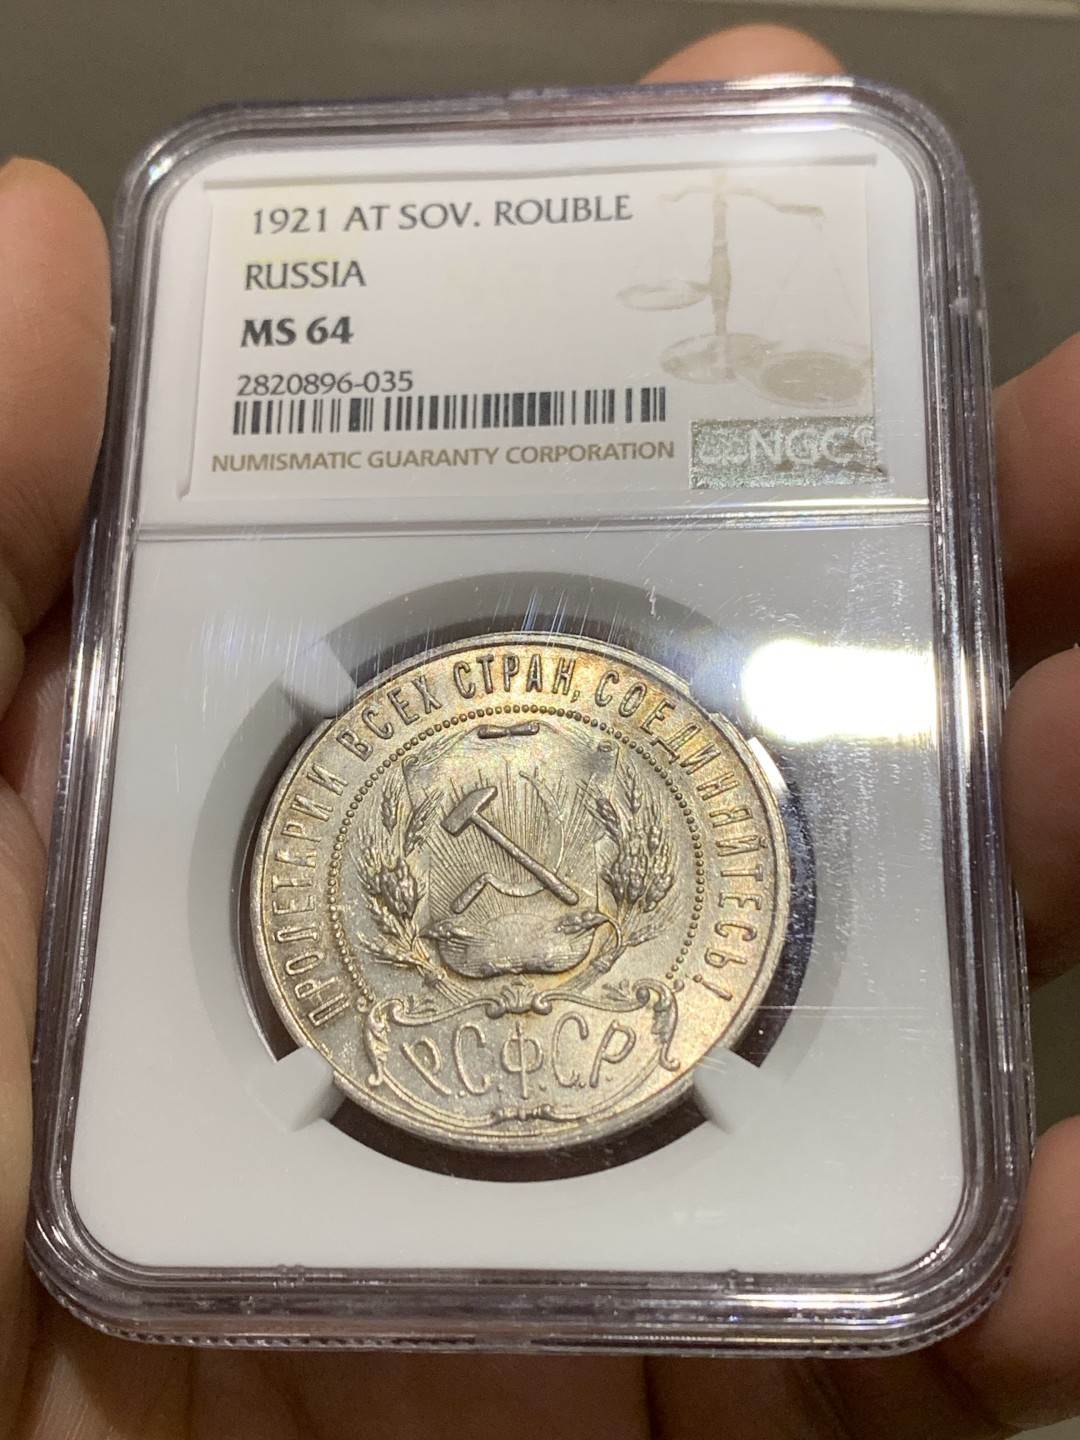 1921 AT SOV. ROUBLE
RUSSIA
MS 64
2820896-035
NUMISMATIC GUARANTY CORPORATION
NGC
ПРОЛЕТАРИИ ВСЕХ СТРАН, СОЕДИНЯЙТЕСЬ!
Р.С.Ф.С.Р.